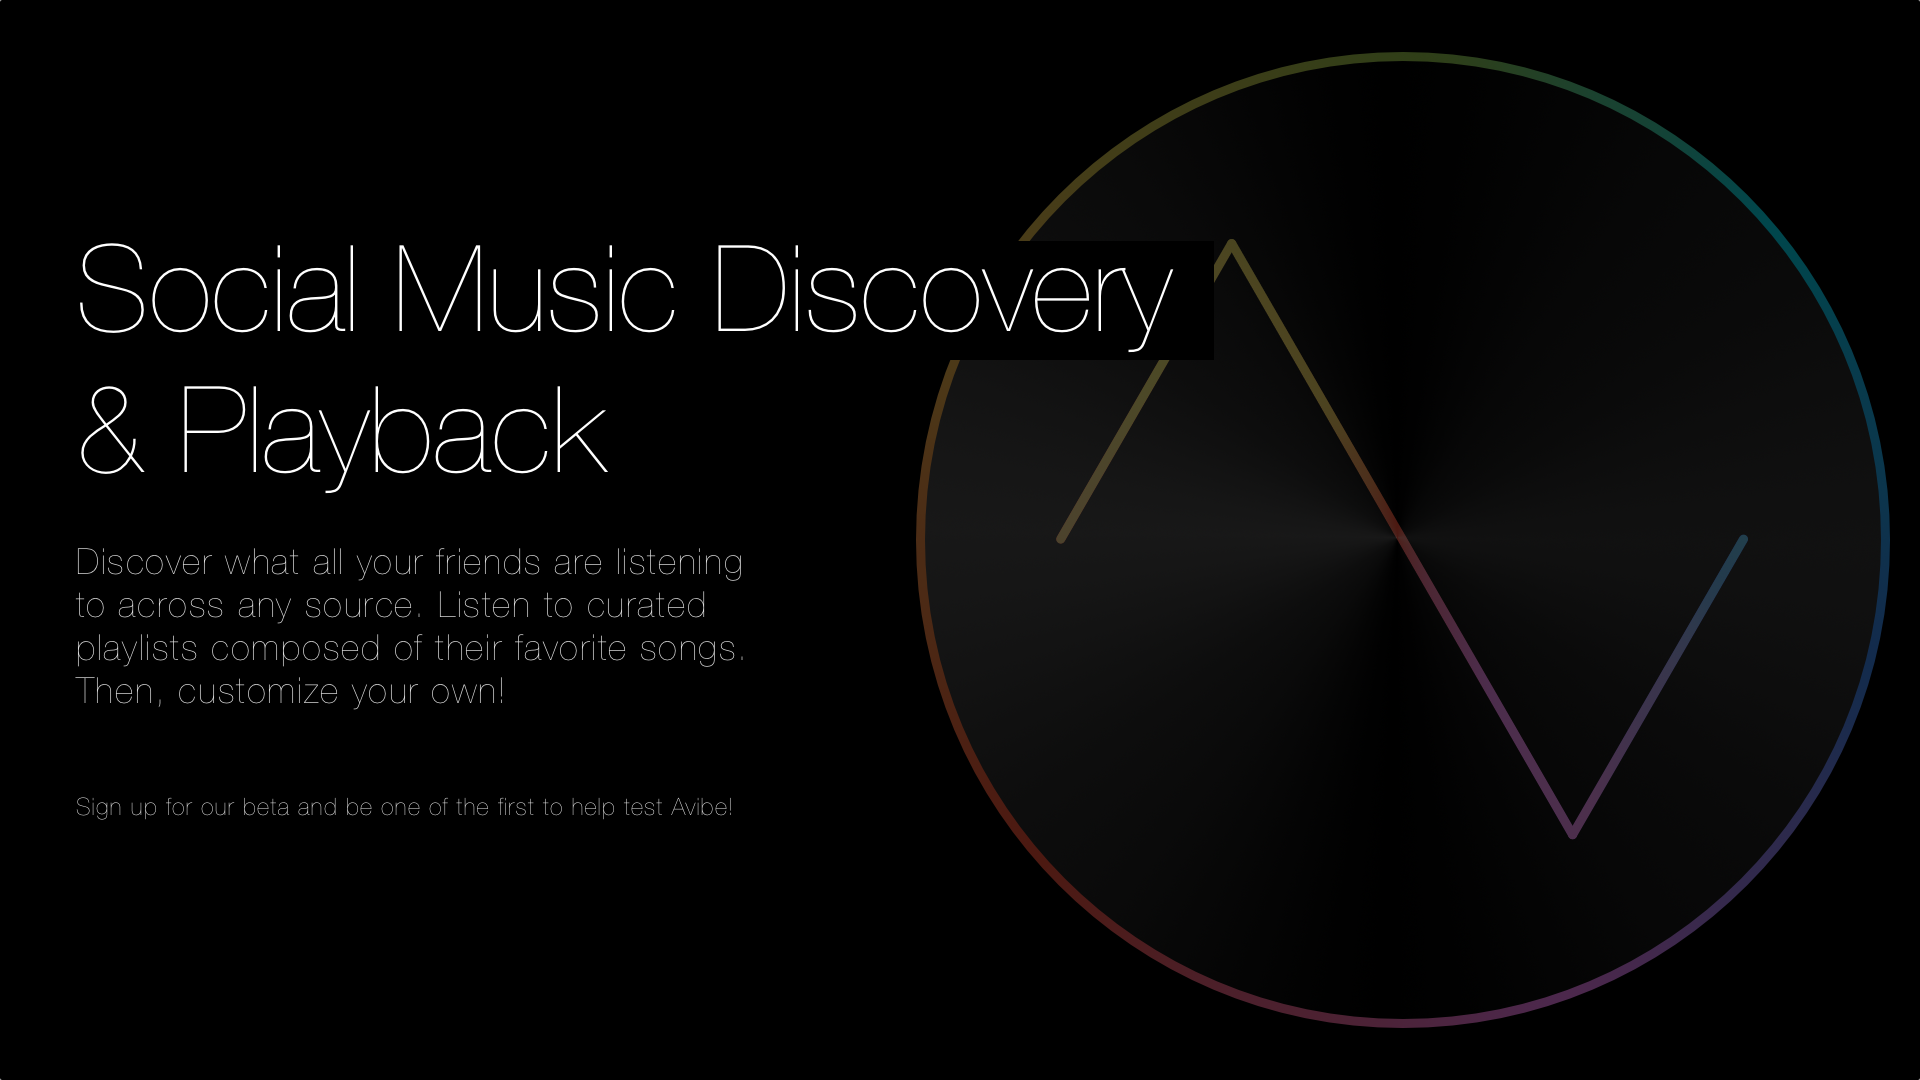 Social Music Discovery
& Playback
Discover what all your friends are listening
to across any source. Listen to curated
playlists composed of their favorite songs.
Then, customize your own!
Sign up for our beta and be one of the first to help test Avibe!